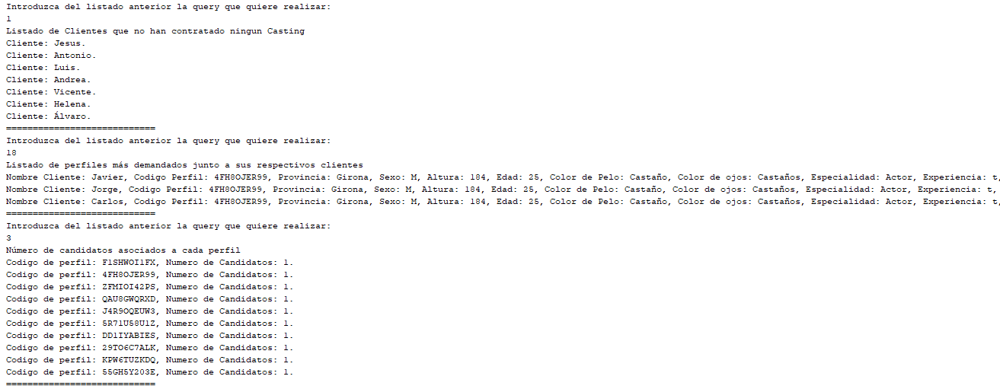 Introduzca del listado anterior la query que quiere realizar:
1
Listado de Clientes que no han contratado ningun Casting
Cliente: Jesus.
Cliente: Antonio.
Cliente: Luis.
Cliente: Andrea.
Cliente: Vicente.
Cliente: Helena.
Cliente: Álvaro.
============================
Introduzca del listado anterior la query que quiere realizar:
18
Listado de perfiles más demandados junto a sus respectivos clientes
Nombre Cliente: Javier, Codigo Perfil: 4FH8OJER99, Provincia: Girona, Sexo: M, Altura: 184, Edad: 25, Color de Pelo: Castaño, Color de ojos: Castaños, Especialidad: Actor, Experiencia: t,
Nombre Cliente: Jorge, Codigo Perfil: 4FH8OJER99, Provincia: Girona, Sexo: M, Altura: 184, Edad: 25, Color de Pelo: Castaño, Color de ojos: Castaños, Especialidad: Actor, Experiencia: t,
Nombre Cliente: Carlos, Codigo Perfil: 4FH8OJER99, Provincia: Girona, Sexo: M, Altura: 184, Edad: 25, Color de Pelo: Castaño, Color de ojos: Castaños, Especialidad: Actor, Experiencia: t,
============================
Introduzca del listado anterior la query que quiere realizar:
3
Número de candidatos asociados a cada perfil
Codigo de perfil: F1SHWOI1FX, Numero de Candidatos: 1.
Codigo de perfil: 4FH8OJER99, Numero de Candidatos: 1.
Codigo de perfil: ZFMIOI42PS, Numero de Candidatos: 1.
Codigo de perfil: QAU8GWQRXD, Numero de Candidatos: 1.
Codigo de perfil: J4R9OQEUW3, Numero de Candidatos: 1.
Codigo de perfil: 5R71U58U1Z, Numero de Candidatos: 1.
Codigo de perfil: DD1IYABIES, Numero de Candidatos: 1.
Codigo de perfil: 29TO6C7ALK, Numero de Candidatos: 1.
Codigo de perfil: KPW6TUZKDQ, Numero de Candidatos: 1.
Codigo de perfil: 55GH5Y203E, Numero de Candidatos: 1.
============================